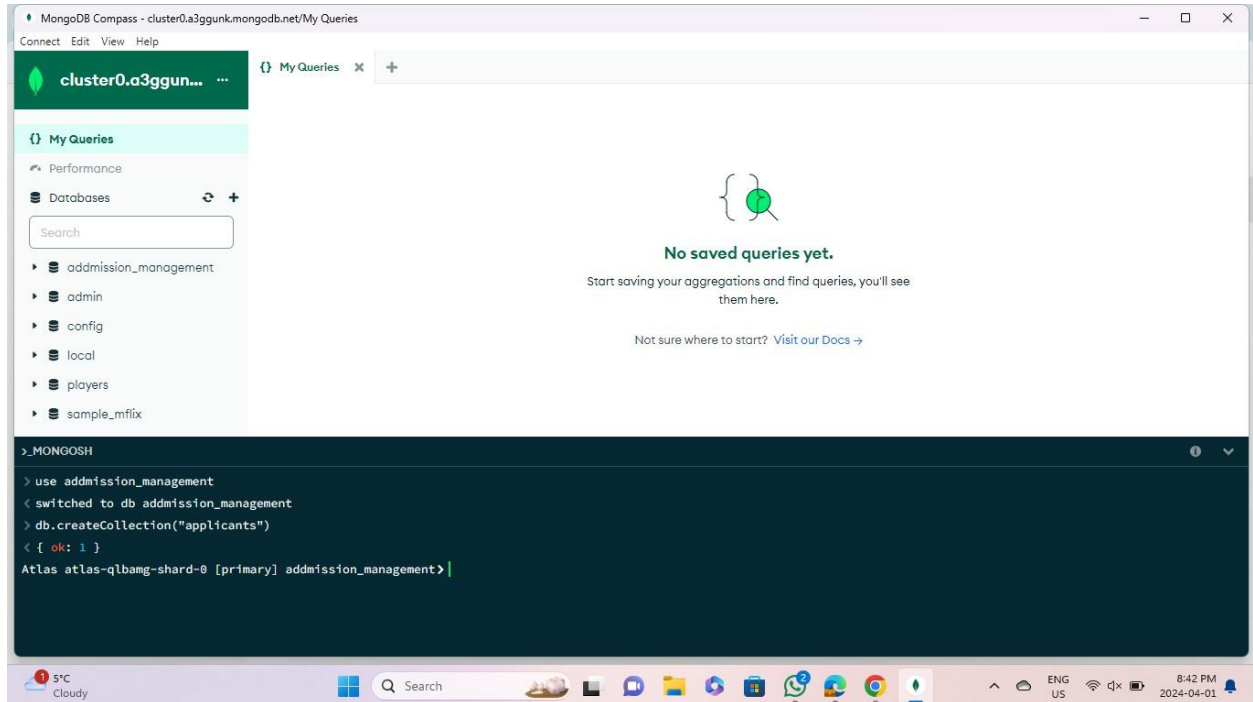 MongoDB Compass - cluster0.a3ggunk.mongodb.net/My Queries
Connect Edit View Help
cluster0.a3ggun... ...
{} My Queries
{} My Queries
Performance
Databases
Search
addmission_management
admin
config
local
players
sample_mflix
No saved queries yet.
Start saving your aggregations and find queries, you'll see
them here.
Not sure where to start? Visit our Docs →
>_MONGOSH
> use addmission_management
< switched to db addmission_management
> db.createCollection("applicants")
< { ok: 1 }
Atlas atlas-qlbamg-shard-0 [primary] addmission_management>
1
5°C
Cloudy
Search
2
ENG
US
8:42 PM
2024-04-01